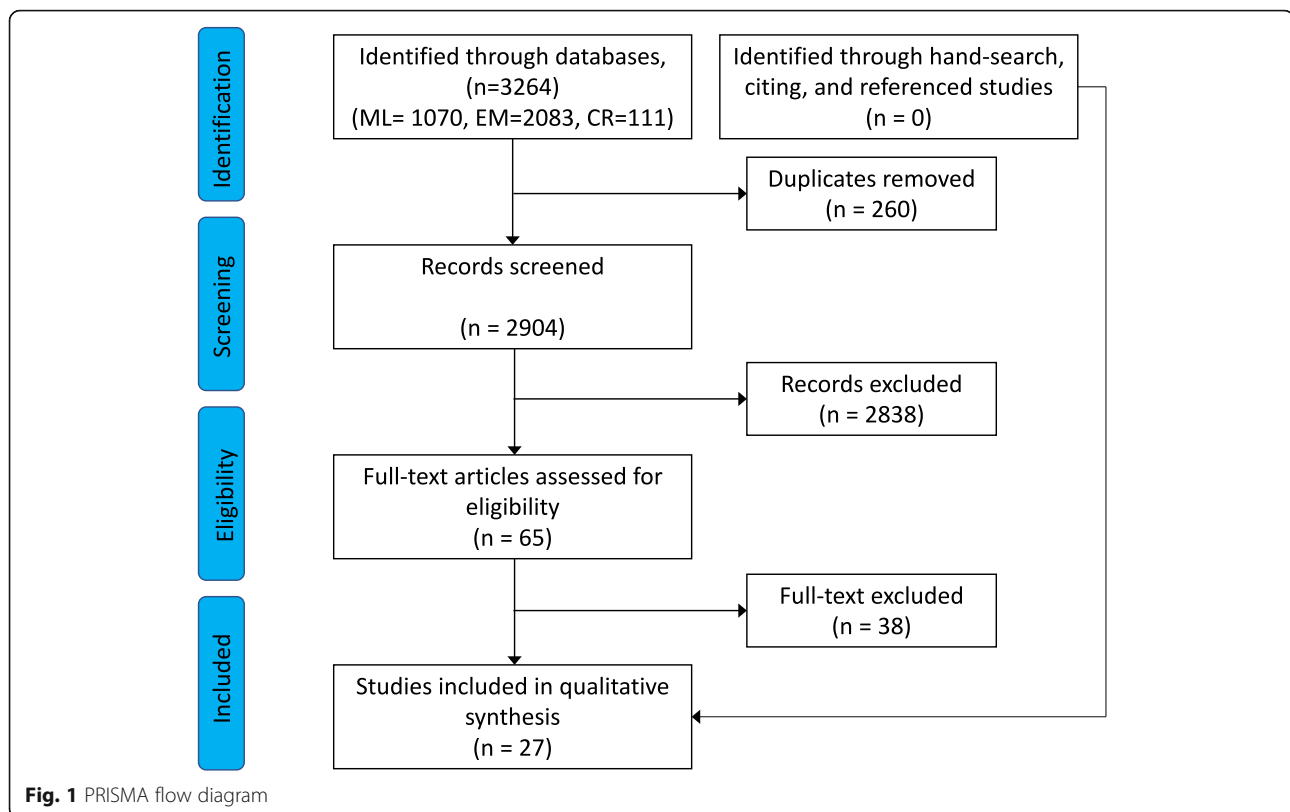 Identification
Identified through databases,
(n=3264)
(ML= 1070, EM=2083, CR=111)
Identified through hand-search,
citing, and referenced studies
(n = 0)
Duplicates removed
(n = 260)
Screening
Records screened
(n = 2904)
Records excluded
(n = 2838)
Eligibility
Full-text articles assessed for
eligibility
(n = 65)
Full-text excluded
(n = 38)
Included
Studies included in qualitative
synthesis
(n = 27)
Fig. 1 PRISMA flow diagram